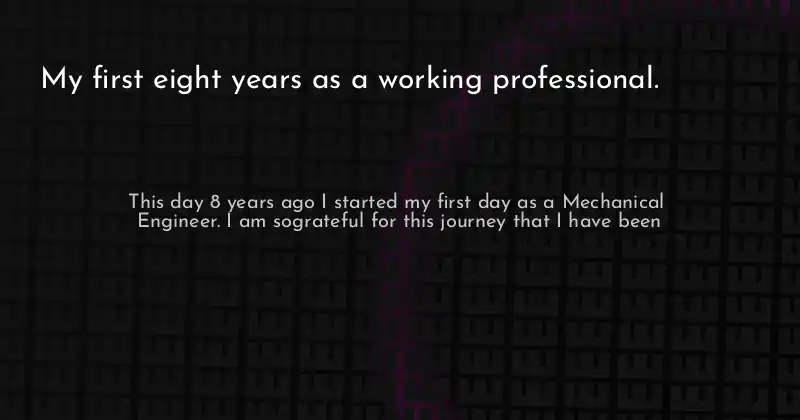 My first eight years as a working professional.
This day 8 years ago I started my first day as a Mechanical
Engineer. I am sograteful for this journey that I have been